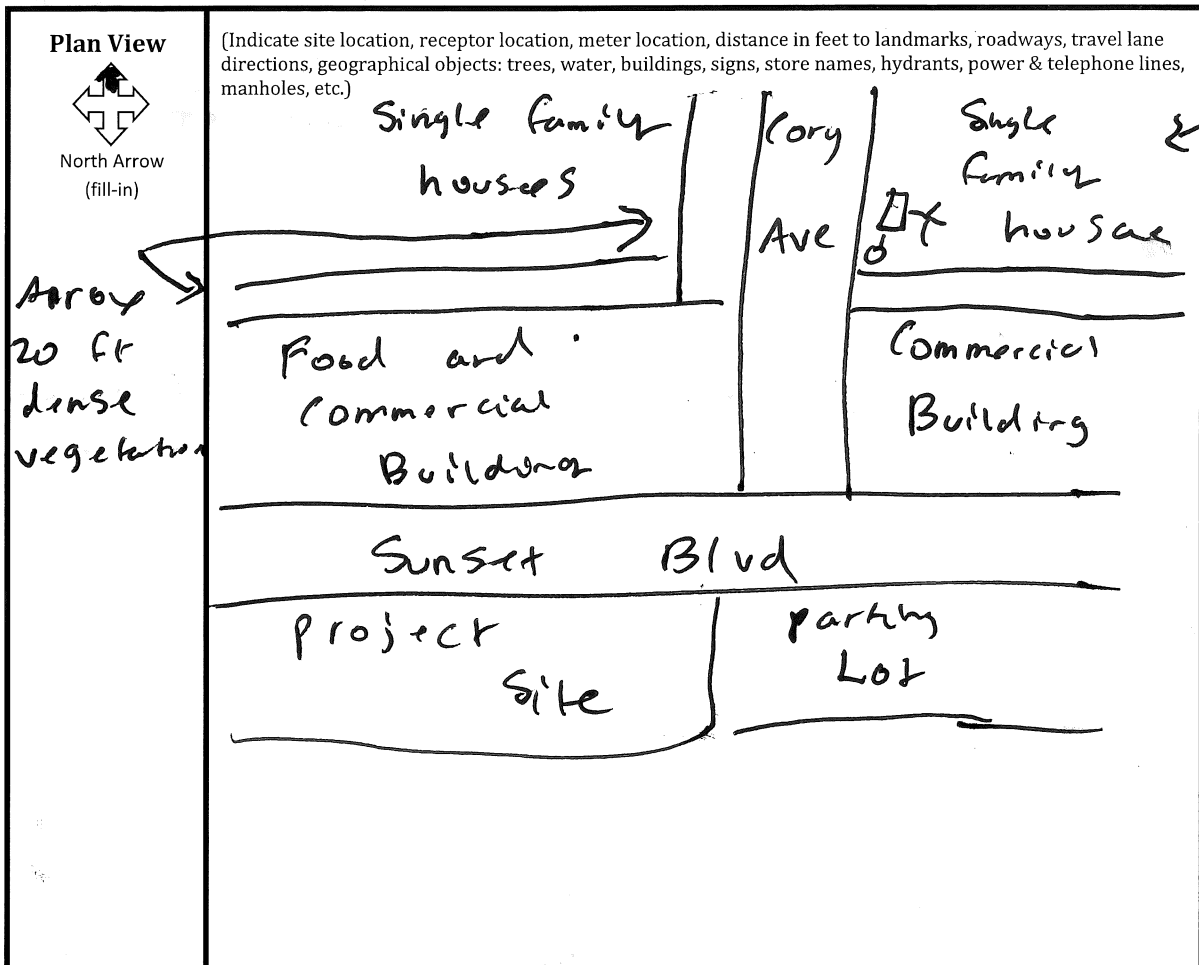 Plan View
North Arrow
(fill-in)
(Indicate site location, receptor location, meter location, distance in feet to landmarks, roadways, travel lane
directions, geographical objects: trees, water, buildings, signs, store names, hydrants, power & telephone lines,
manholes, etc.)
Single family
houses
Cory
Ave
Single
family
Arrow
20 ft
dense
vegetation
Food and
Commercial
Building
Commercial
Building
Sunset Blvd
Project
Site
parking
Lot